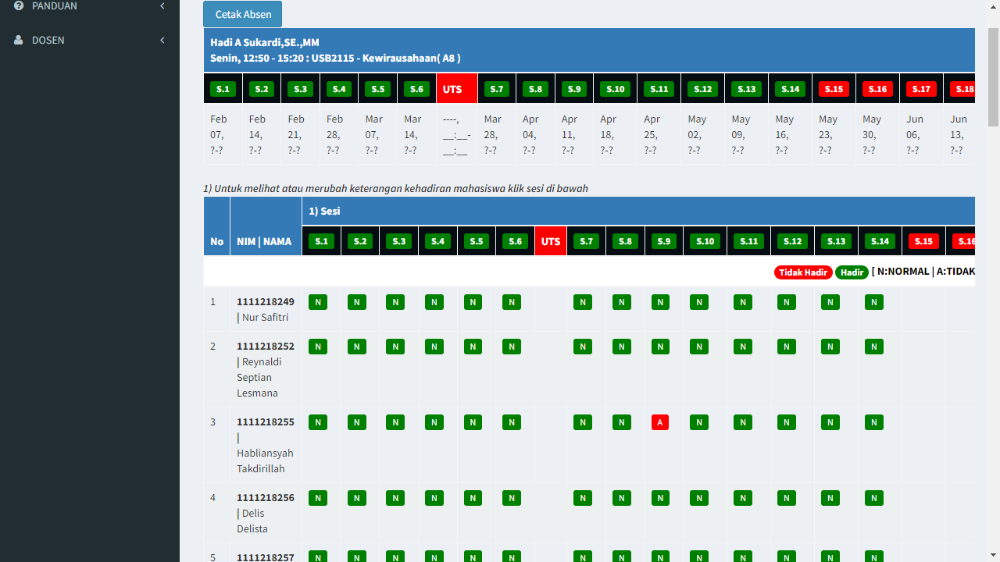 PANDUAN
DOSEN
Cetak Absen
Hadi A Sukardi,SE.,MM
Senin, 12:50 - 15:20 : USB2115 - Kewirausahaan( A8 )
S.1 S.2 S.3 S.4 S.5 S.6 UTS S.7 S.8 S.9 S.10 S.11 S.12 S.13 S.14 S.15 S.16 S.17 S.18
Feb Feb Feb Feb Mar Mar ----, Mar Apr Apr Apr Apr May May May May May Jun Jun
07, 14, 21, 28, 07, 14, __:__- 28, 04, 11, 18, 25, 02, 09, 16, 23, 30, 06, 13,
?-? ?-? ?-? ?-? ?-? ?-? __:__ ?-? ?-? ?-? ?-? ?-? ?-? ?-? ?-? ?-? ?-? ?-? ?-?
1) Untuk melihat atau merubah keterangan kehadiran mahasiswa klik sesi di bawah
1) Sesi
No NIM | NAMA S.1 S.2 S.3 S.4 S.5 S.6 UTS S.7 S.8 S.9 S.10 S.11 S.12 S.13 S.14 S.15 S.16
Tidak Hadir Hadir [ N:NORMAL | A:TIDAK
1 1111218249 N N N N N N N N N N N N N N
| Nur Safitri
2 1111218252 N N N N N N N N N N N N N N
| Reynaldi
Septian
Lesmana
3 1111218255 N N N N N N N N A N N N N N
|
Habliansyah
Takdirillah
4 1111218256 N N N N N N N N N N N N N N
| Delis
Delista
5 1111218257 N N N N N N N N N N N N N N